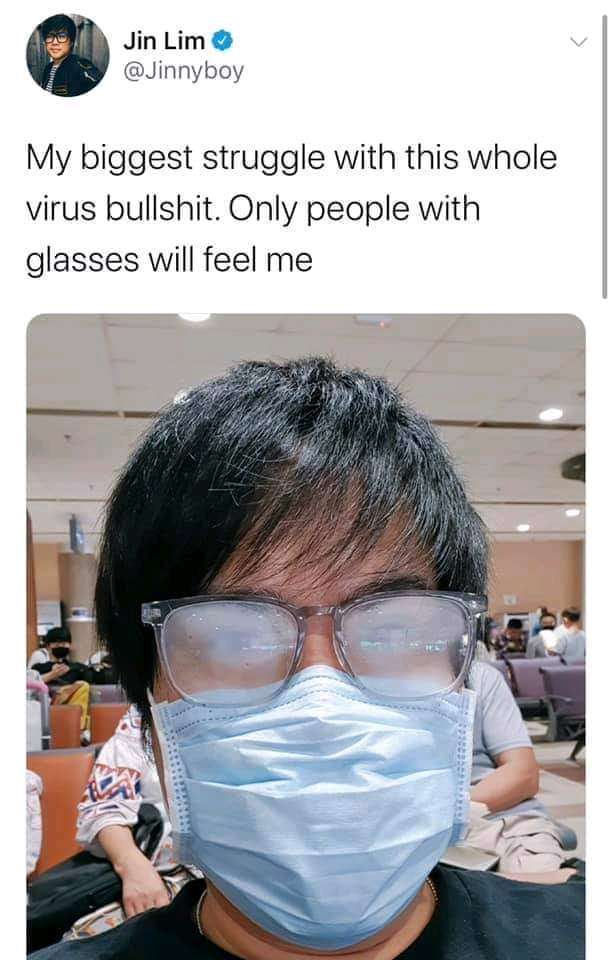 Jin Lim
@Jinnyboy
My biggest struggle with this whole
virus bullshit. Only people with
glasses will feel me